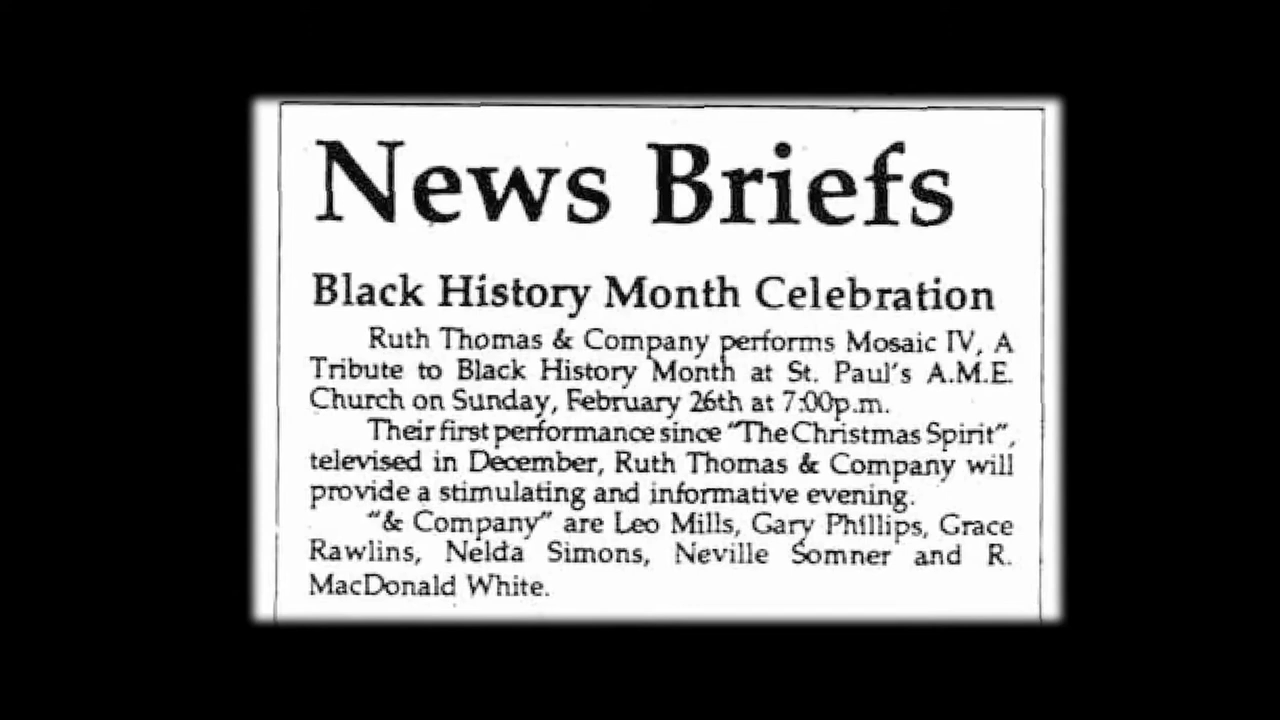 News Briefs
Black History Month Celebration
Ruth Thomas & Company performs Mosaic IV, A
Tribute to Black History Month at St. Paul's A.M.E.
Church on Sunday, February 26th at 7:00p.m.
Their first performance since "The Christmas Spirit",
televised in December, Ruth Thomas & Company will
provide a stimulating and informative evening.
"& Company" are Leo Mills, Gary Phillips, Grace
Rawlins, Nelda Simons, Neville Somner and R.
MacDonald White.